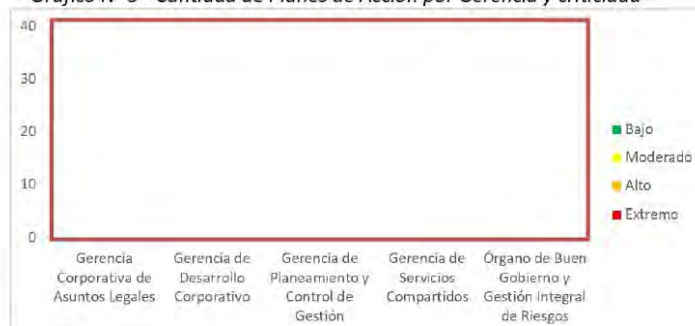 Gráfico N° 3 - Cantidad de Planes de Acción por Gerencia y criticidad
40
30
20
10
0
Bajo
Moderado
Alto
Extremo
Gerencia
Corporativa de
Asuntos Legales
Gerencia de
Desarrollo
Corporativo
Gerencia de
Planeamiento y
Control de
Gestión
Gerencia de
Servicios
Compartidos
Órgano de Buen
Gobierno y
Gestión Integral
de Riesgos